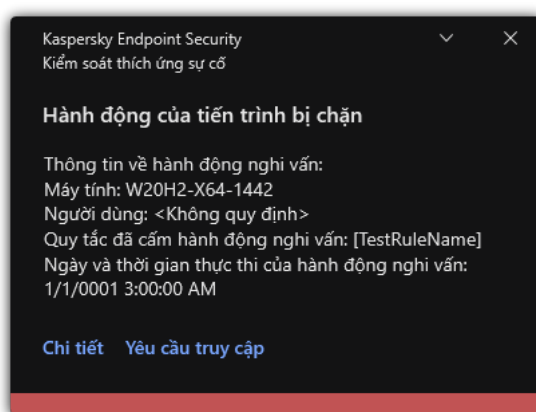 Kaspersky Endpoint Security
Kiểm soát thích ứng sự cố
Hành động của tiến trình bị chặn
Thông tin về hành động nghi vấn:
Máy tính: W20H2-X64-1442
Người dùng: <Không quy định>
Quy tắc đã cấm hành động nghi vấn: [TestRuleName]
Ngày và thời gian thực thi của hành động nghi vấn:
1/1/0001 3:00:00 AM
Chi tiết Yêu cầu truy cập